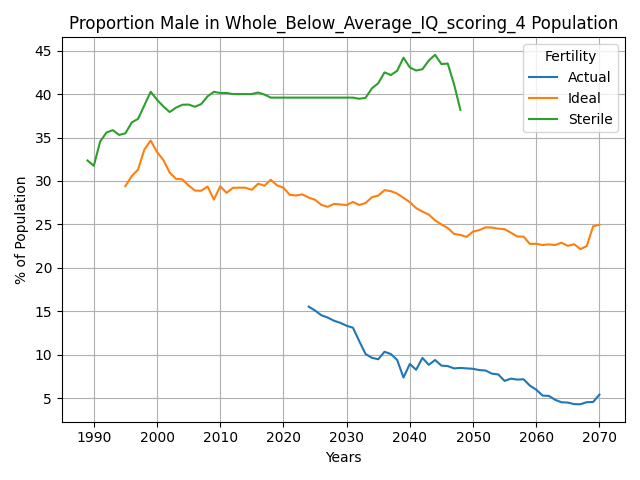 Proportion Male in Whole_Below_Average_IQ_scoring_4 Population
Fertility
Actual
Ideal
Sterile
% of Population
45
40
35
30
25
20
15
10
5
1990 2000 2010 2020 2030 2040 2050 2060 2070
Years